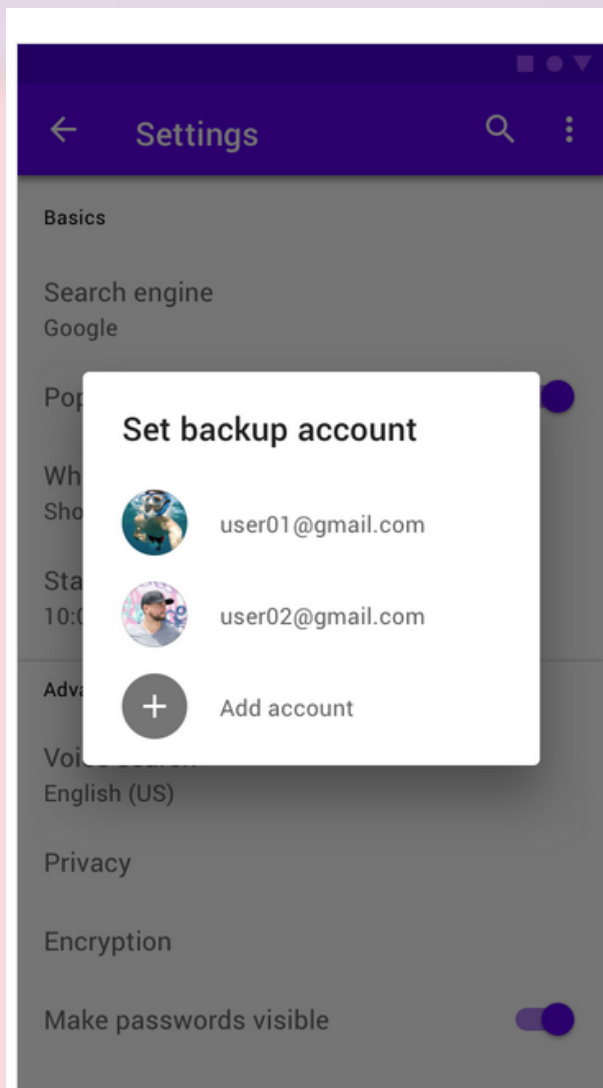 Settings
Basics
Search engine
Google
Set backup account
user01@gmail.com
user02@gmail.com
Add account
English (US)
Privacy
Encryption
Make passwords visible